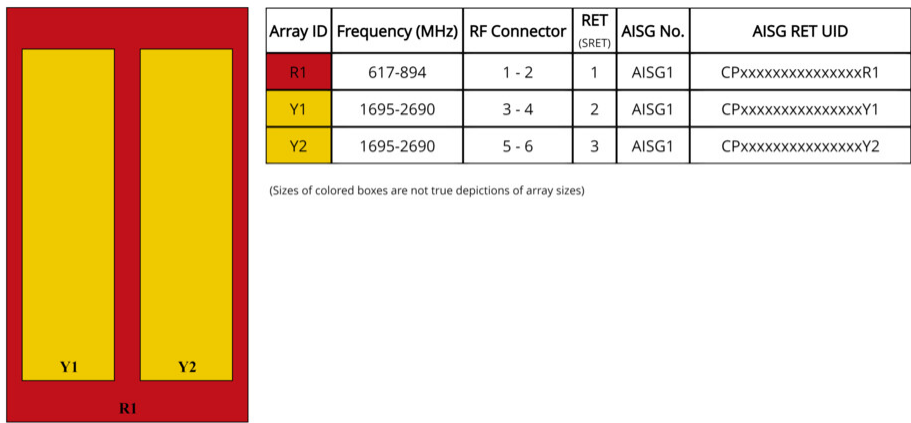 Array ID Frequency (MHz) RF Connector RET (SRET) AISG No. AISG RET UID
R1 617-894 1 - 2 1 AISG1 CPxxxxxxxxxxxxxxxR1
Y1 1695-2690 3 - 4 2 AISG1 CPxxxxxxxxxxxxxxxY1
Y2 1695-2690 5 - 6 3 AISG1 CPxxxxxxxxxxxxxxxY2
(Sizes of colored boxes are not true depictions of array sizes)
Y1 Y2
R1